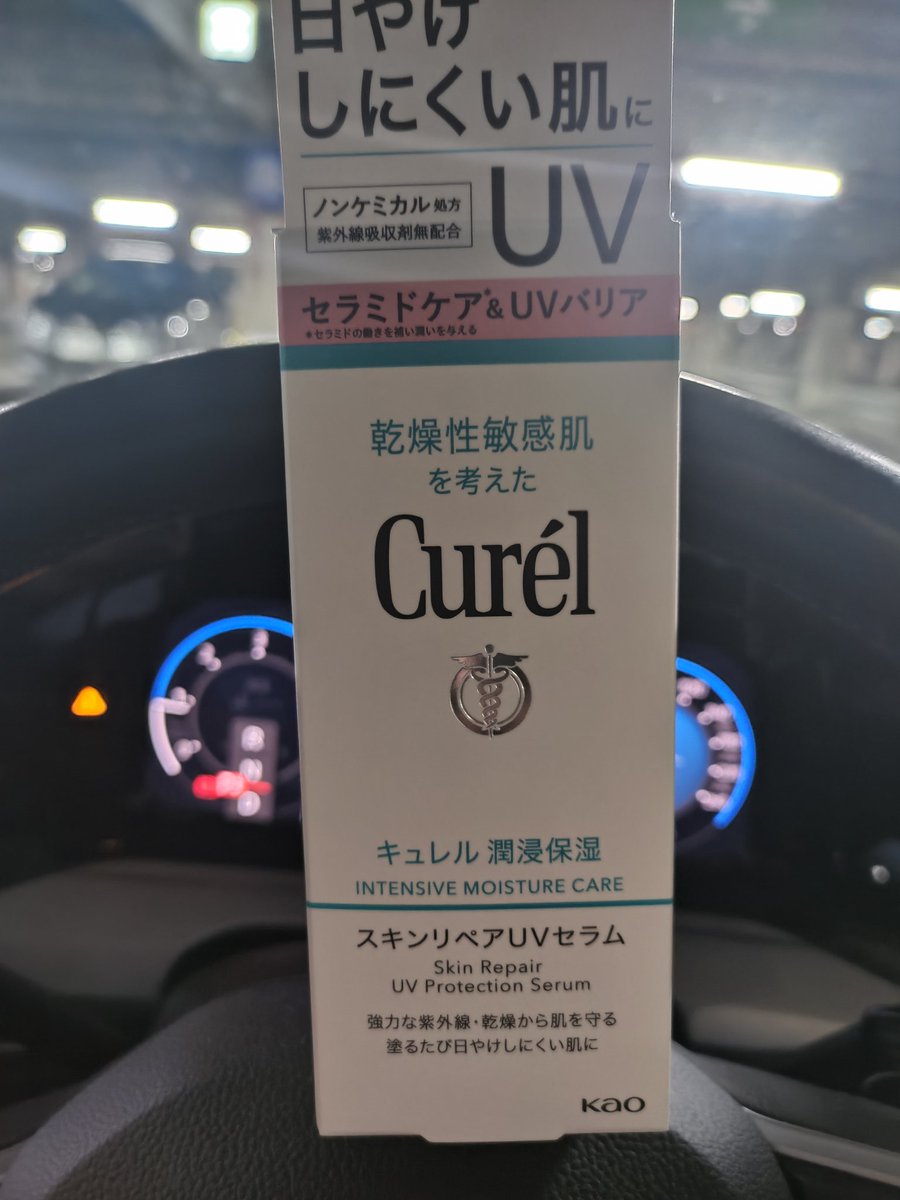 日やけ
しにくい肌に
ノンケミカル処方
紫外線吸収剤無配合
UV
セラミドケア*&UVバリア
*セラミドの働きを補い潤いを与える
乾燥性敏感肌
を考えた
Curél
キュレル 潤浸保湿
INTENSIVE MOISTURE CARE
スキンリペアUVセラム
Skin Repair
UV Protection Serum
強力な紫外線・乾燥から肌を守る
塗るたび日やけしにくい肌に
Kao